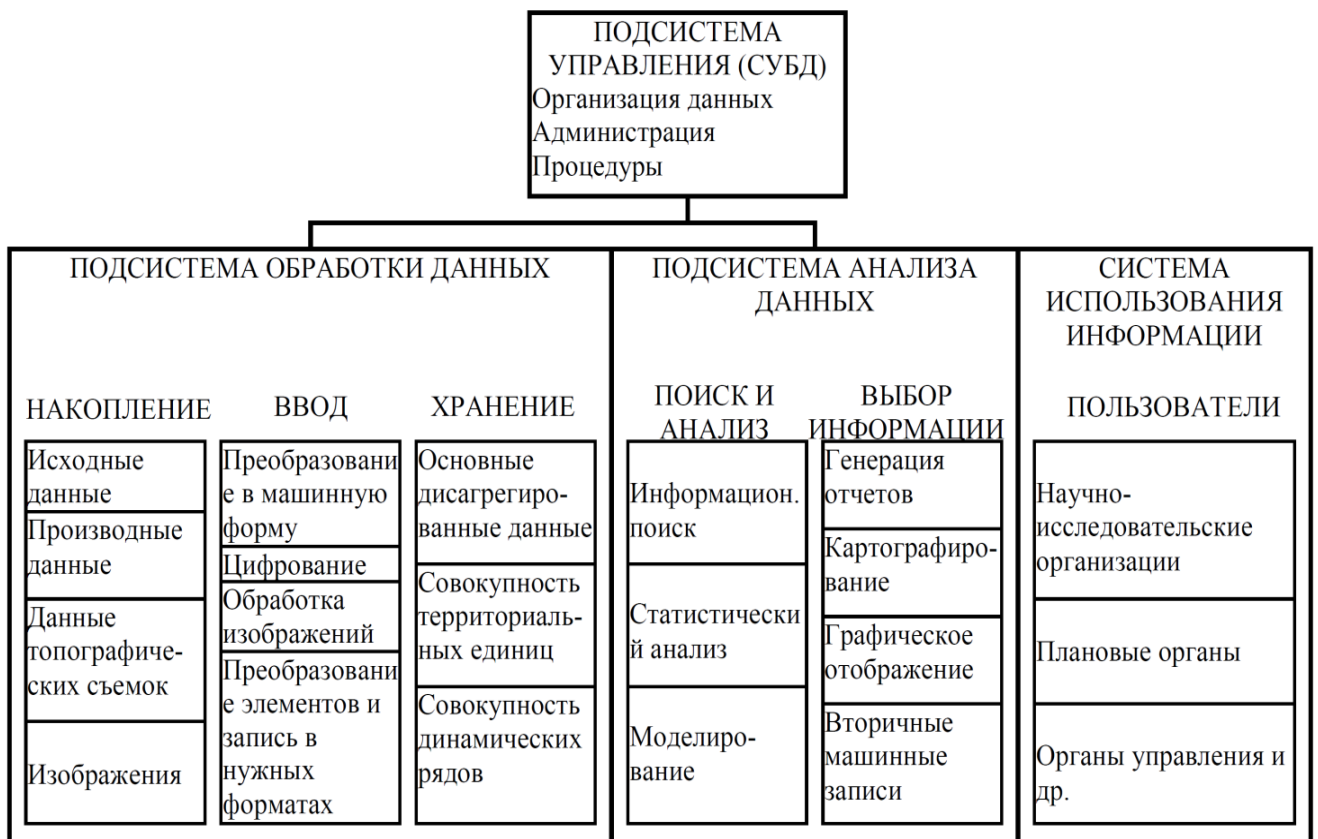 ПОДСИСТЕМА
УПРАВЛЕНИЯ (СУБД)
Организация данных
Администрация
Процедуры
ПОДСИСТЕМА ОБРАБОТКИ ДАННЫХ
НАКОПЛЕНИЕ
Исходные
данные
Производные
данные
Данные
топографиче-
ских съемок
Изображения
ВВОД
Преобразовани
е в машинную
форму
Цифрование
Обработка
изображений
Преобразовани
е элементов и
запись в
нужных
форматах
ХРАНЕНИЕ
Основные
дисагрегиро-
ванные данные
Совокупность
территориаль-
ных единиц
Совокупность
динамических
рядов
ПОДСИСТЕМА АНАЛИЗА
ДАННЫХ
ПОИСК И
АНАЛИЗ
Информацион.
поиск
Статистически
й анализ
Моделиро-
вание
ВЫБОР
ИНФОРМАЦИИ
Генерация
отчетов
Картографиро-
вание
Графическое
отображение
Вторичные
машинные
записи
СИСТЕМА
ИСПОЛЬЗОВАНИЯ
ИНФОРМАЦИИ
ПОЛЬЗОВАТЕЛИ
Научно-
исследовательские
организации
Плановые органы
Органы управления и
др.